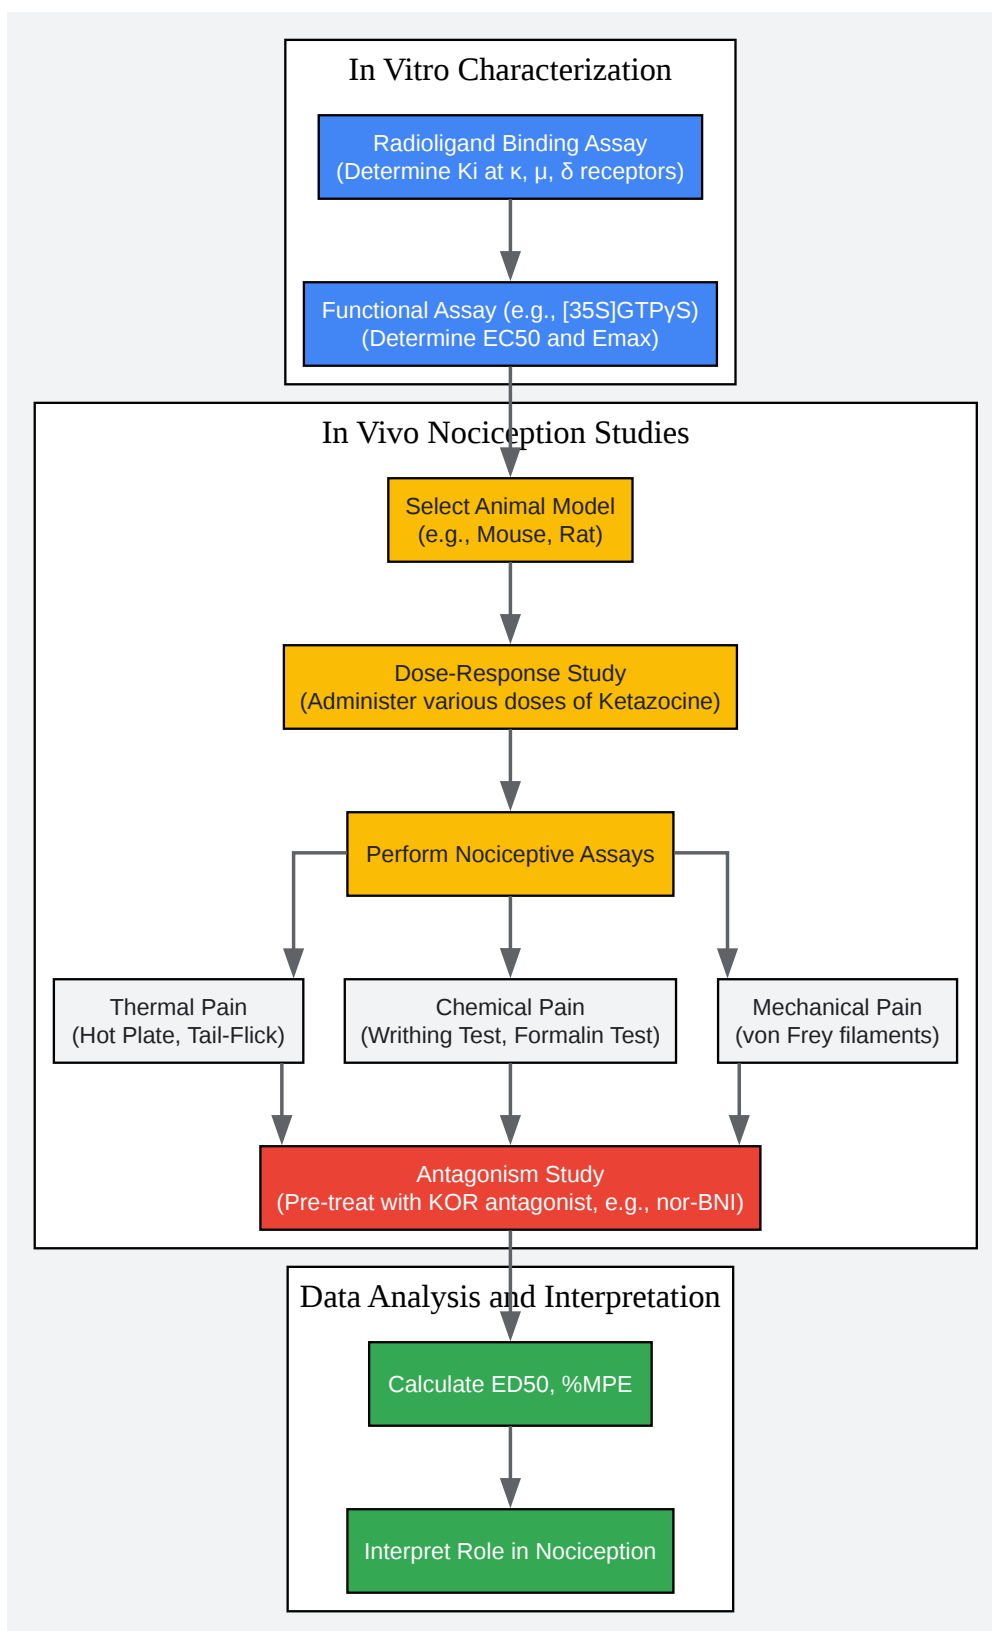 In Vitro Characterization
Radioligand Binding Assay
(Determine Ki at κ, μ, δ receptors)
Functional Assay (e.g., [35S]GTPγS)
(Determine EC50 and Emax)
In Vivo Nociception Studies
Select Animal Model
(e.g., Mouse, Rat)
Dose-Response Study
(Administer various doses of Ketazocine)
Perform Nociceptive Assays
Thermal Pain
(Hot Plate, Tail-Flick)
Chemical Pain
(Writhing Test, Formalin Test)
Mechanical Pain
(von Frey filaments)
Antagonism Study
(Pre-treat with KOR antagonist, e.g., nor-BNI)
Data Analysis and Interpretation
Calculate ED50, %MPE
Interpret Role in Nociception